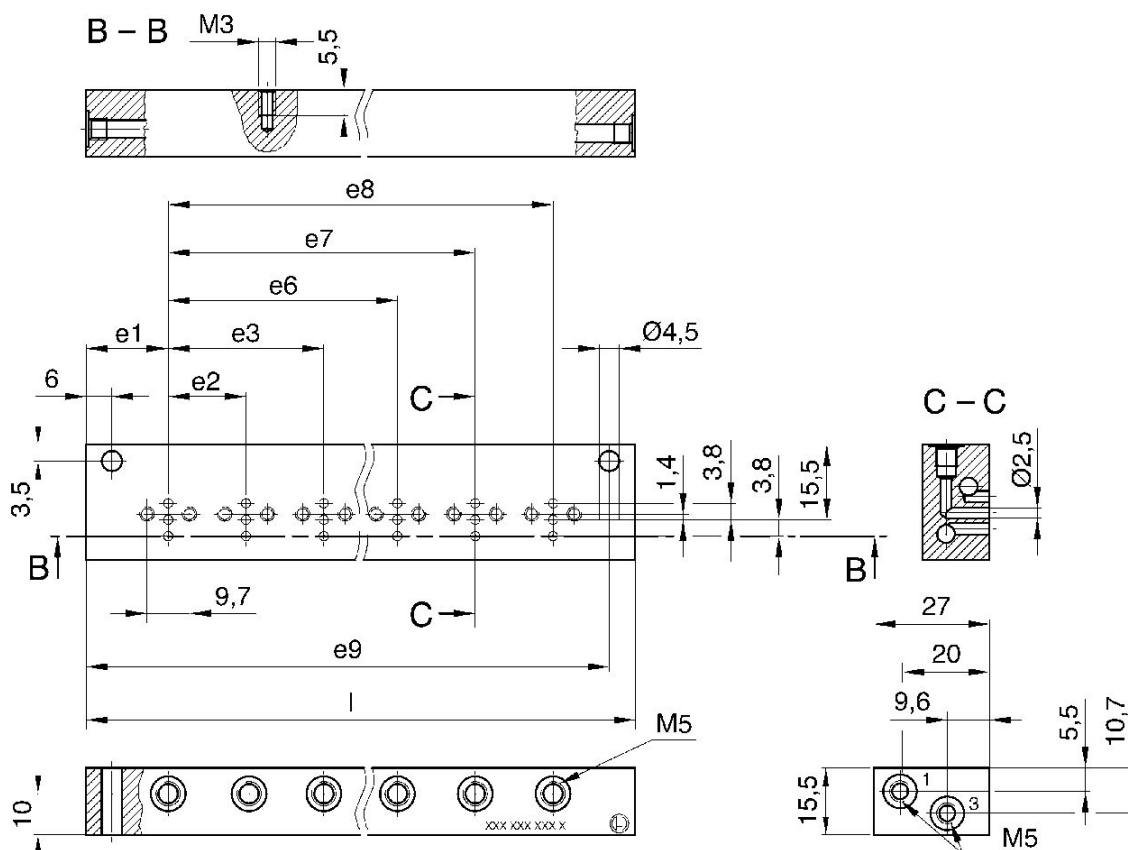 B – B
M3
5,5
e8
e7
e6
e1
e3
Ø4,5
6
e2
C
C – C
3,5
1,4
3,8
3,8
15,5
Ø2,5
B
B
9,7
C
27
e9
20
l
9,6
M5
5,5
10,7
10
15,5
1
3
XXX XXX XXX X
M5